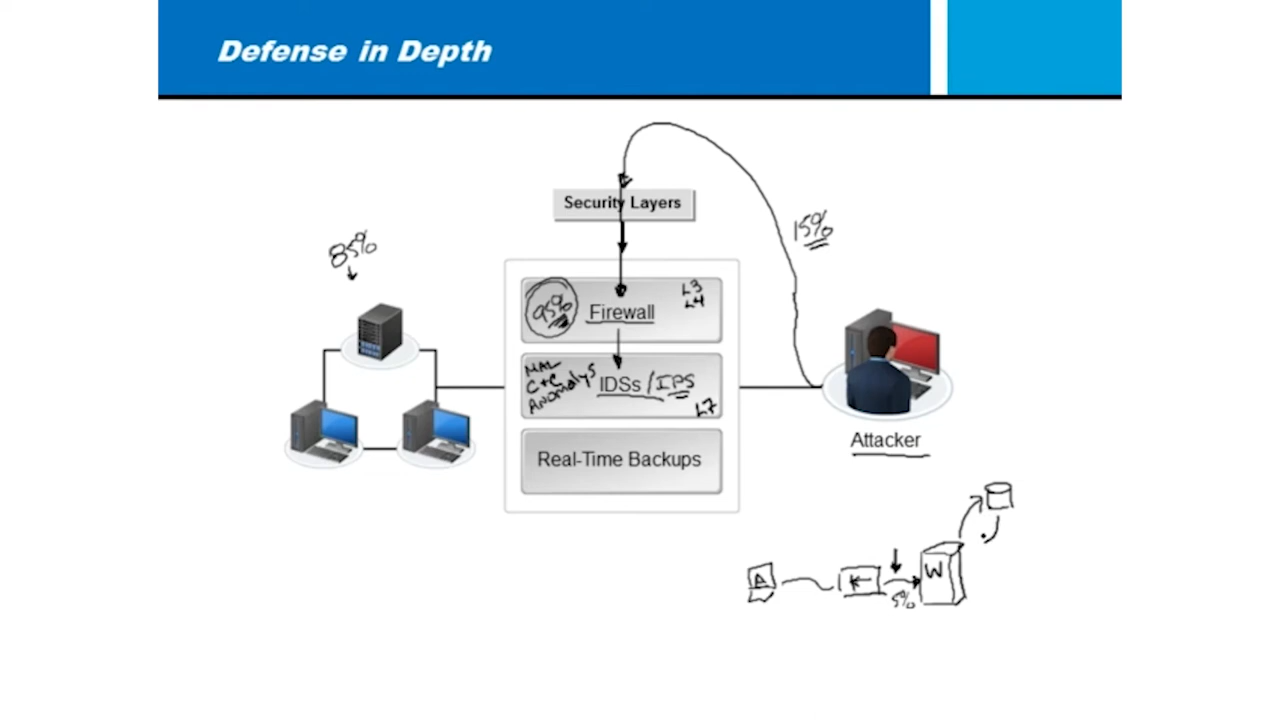 Defense in Depth
Security Layers
15%
85%
95%
Firewall
L3
L4
MAL
C+C
Anomalys
IDSs / IPS
L7
Real-Time Backups
Attacker
A
W
5%